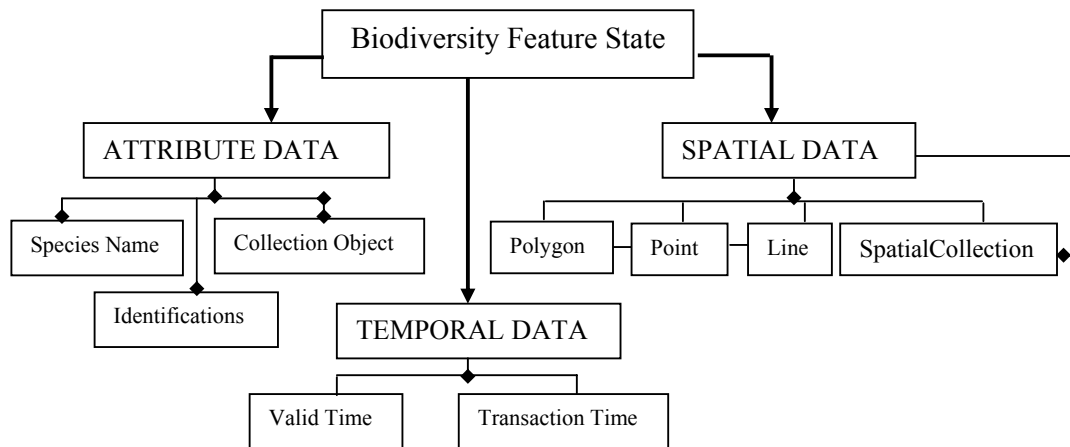 Biodiversity Feature State
ATTRIBUTE DATA
SPATIAL DATA
Species Name
Collection Object
Identifications
Polygon
Point
Line
SpatialCollection
TEMPORAL DATA
Valid Time
Transaction Time